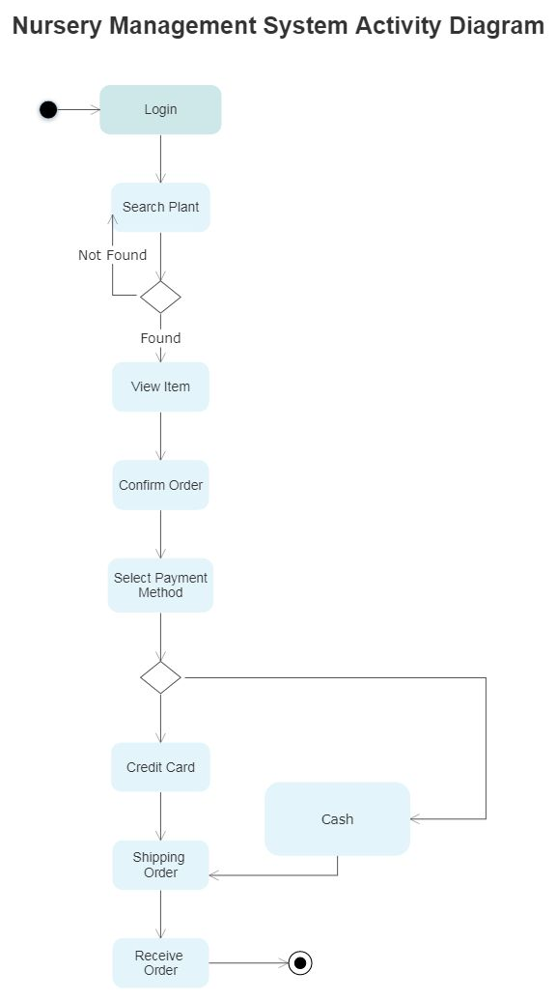 Nursery Management System Activity Diagram
Login
Search Plant
Not Found
Found
View Item
Confirm Order
Select Payment
Method
Credit Card
Cash
Shipping
Order
Receive
Order